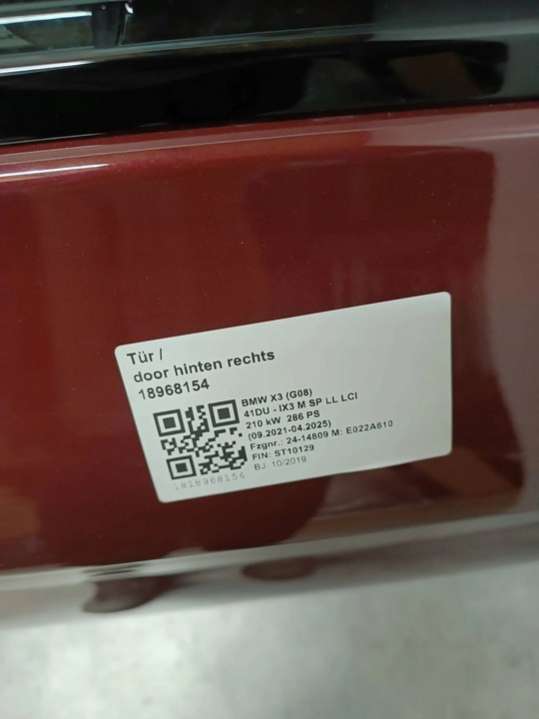 Tür /
door hinten rechts
18968154
BMW X3 (G08)
41DU - IX3 M SP LL LCI
210 kW 286 PS
(09.2021-04.2025)
Fzgnr.: 24-14809 M: E022A610
FIN: ST10129
BJ: 10/2019
1818968154